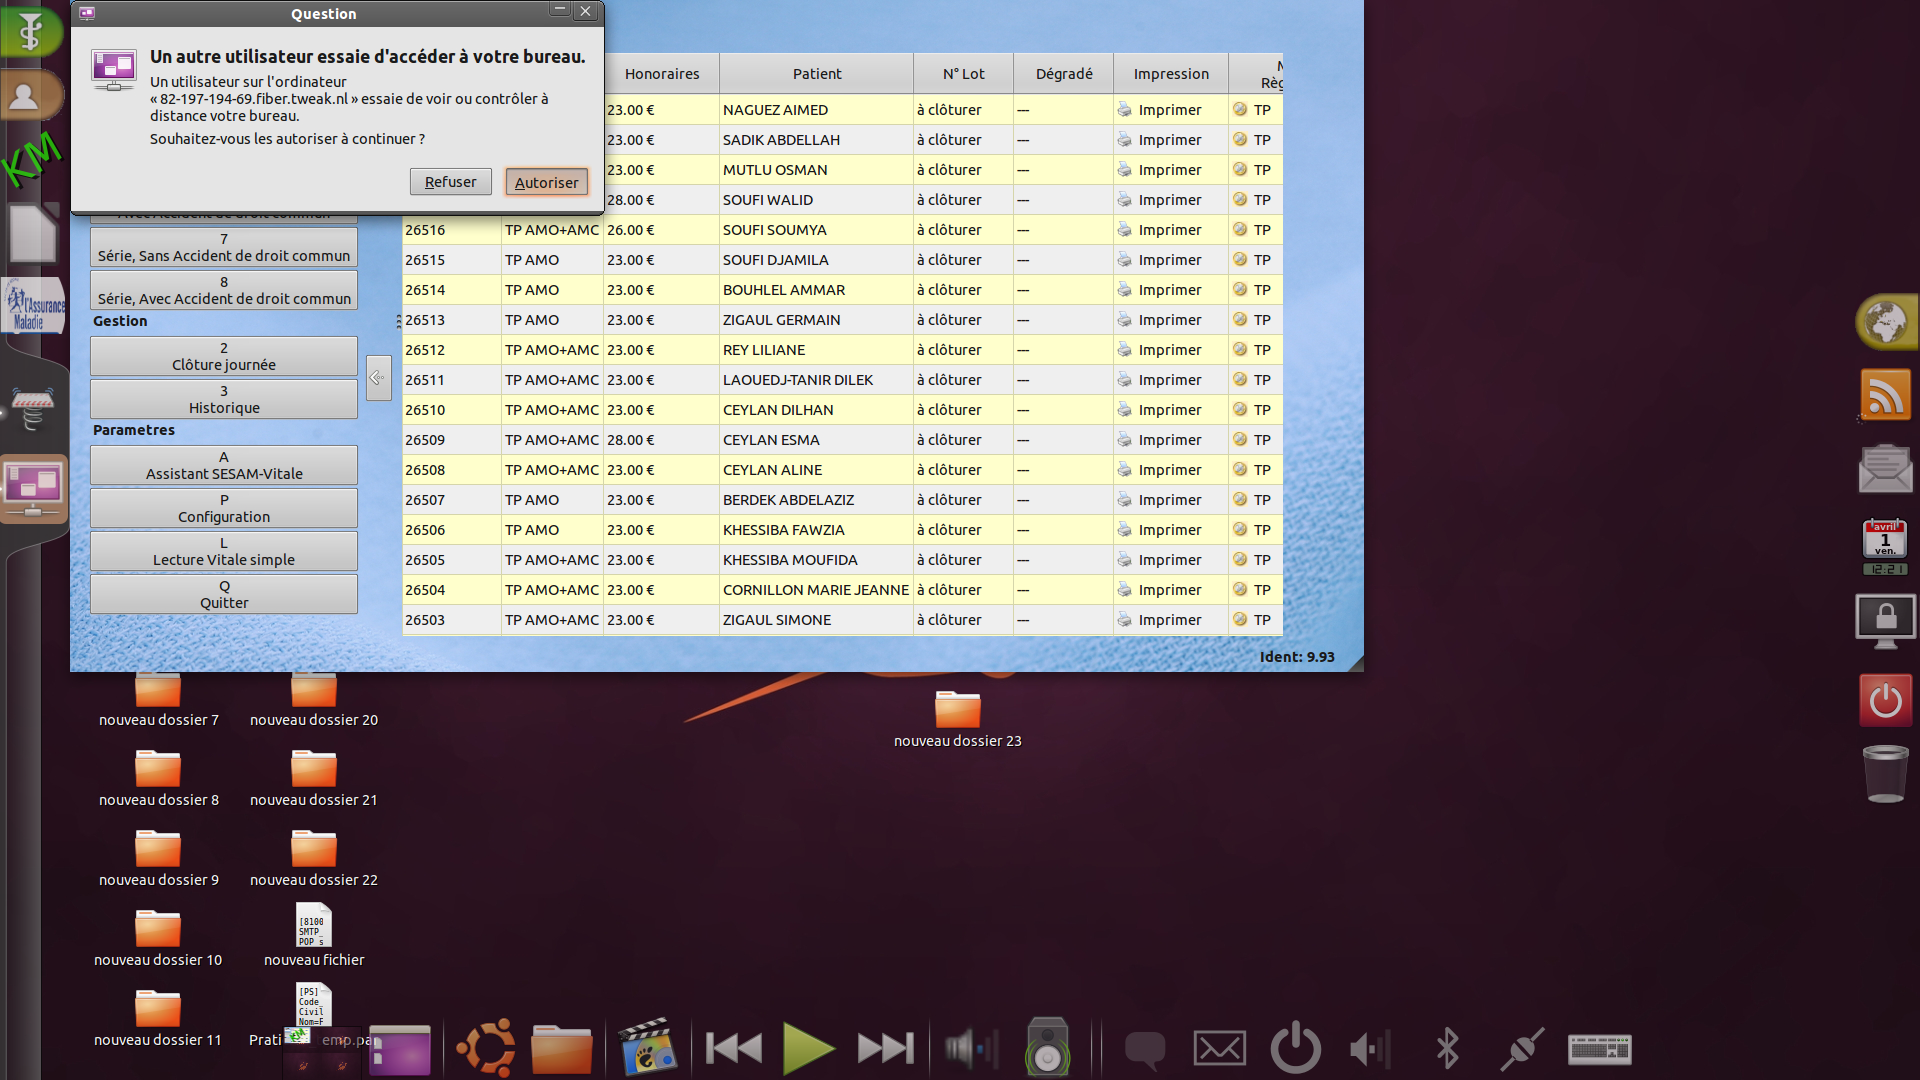 Question
Un autre utilisateur essaie d'accéder à votre bureau.
Un utilisateur sur l'ordinateur
« 82-197-194-69.fiber.tweak.nl » essaie de voir ou contrôler à
distance votre bureau.
Souhaitez-vous les autoriser à continuer ?
Refuser Autoriser
Honoraires Patient N° Lot Dégradé Impression
23.00 € NAGUEZ AIMED à clôturer --- Imprimer TP
23.00 € SADIK ABDELLAH à clôturer --- Imprimer TP
23.00 € MUTLU OSMAN à clôturer --- Imprimer TP
28.00 € SOUFI WALID à clôturer --- Imprimer TP
26516 TP AMO+AMC 26.00 € SOUFI SOUMYA à clôturer --- Imprimer TP
26515 TP AMO 23.00 € SOUFI DJAMILA à clôturer --- Imprimer TP
26514 TP AMO 23.00 € BOUHLEL AMMAR à clôturer --- Imprimer TP
26513 TP AMO 23.00 € ZIGAUL GERMAIN à clôturer --- Imprimer TP
26512 TP AMO+AMC 23.00 € REY LILIANE à clôturer --- Imprimer TP
26511 TP AMO+AMC 23.00 € LAOUEDJ-TANIR DILEK à clôturer --- Imprimer TP
26510 TP AMO+AMC 23.00 € CEYLAN DILHAN à clôturer --- Imprimer TP
26509 TP AMO+AMC 28.00 € CEYLAN ESMA à clôturer --- Imprimer TP
26508 TP AMO+AMC 23.00 € CEYLAN ALINE à clôturer --- Imprimer TP
26507 TP AMO 23.00 € BERDEK ABDELAZIZ à clôturer --- Imprimer TP
26506 TP AMO 23.00 € KHESSIBA FAWZIA à clôturer --- Imprimer TP
26505 TP AMO+AMC 23.00 € KHESSIBA MOUFIDA à clôturer --- Imprimer TP
26504 TP AMO+AMC 23.00 € CORNILLON MARIE JEANNE à clôturer --- Imprimer TP
26503 TP AMO+AMC 23.00 € ZIGAUL SIMONE à clôturer --- Imprimer TP
Ident: 9.93
Avec Accident de droit commun
7
Série, Sans Accident de droit commun
8
Série, Avec Accident de droit commun
Gestion
2
Clôture journée
3
Historique
Parametres
A
Assistant SESAM-Vitale
P
Configuration
L
Lecture Vitale simple
Q
Quitter
KM
l'Assurance
Maladie
nouveau dossier 7
nouveau dossier 20
nouveau dossier 8
nouveau dossier 21
nouveau dossier 9
nouveau dossier 22
nouveau dossier 10
[8100
SMTP_
POP_s
nouveau fichier
nouveau dossier 11
[PS]
Code_
Civil
Nom=F
nouveau dossier 23
avril
1
ven.
12:21